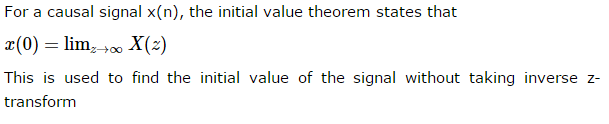 For a causal signal x(n), the initial value theorem states that
x(0) = lim_{z→∞} X(z)
This is used to find the initial value of the signal without taking inverse z-
transform